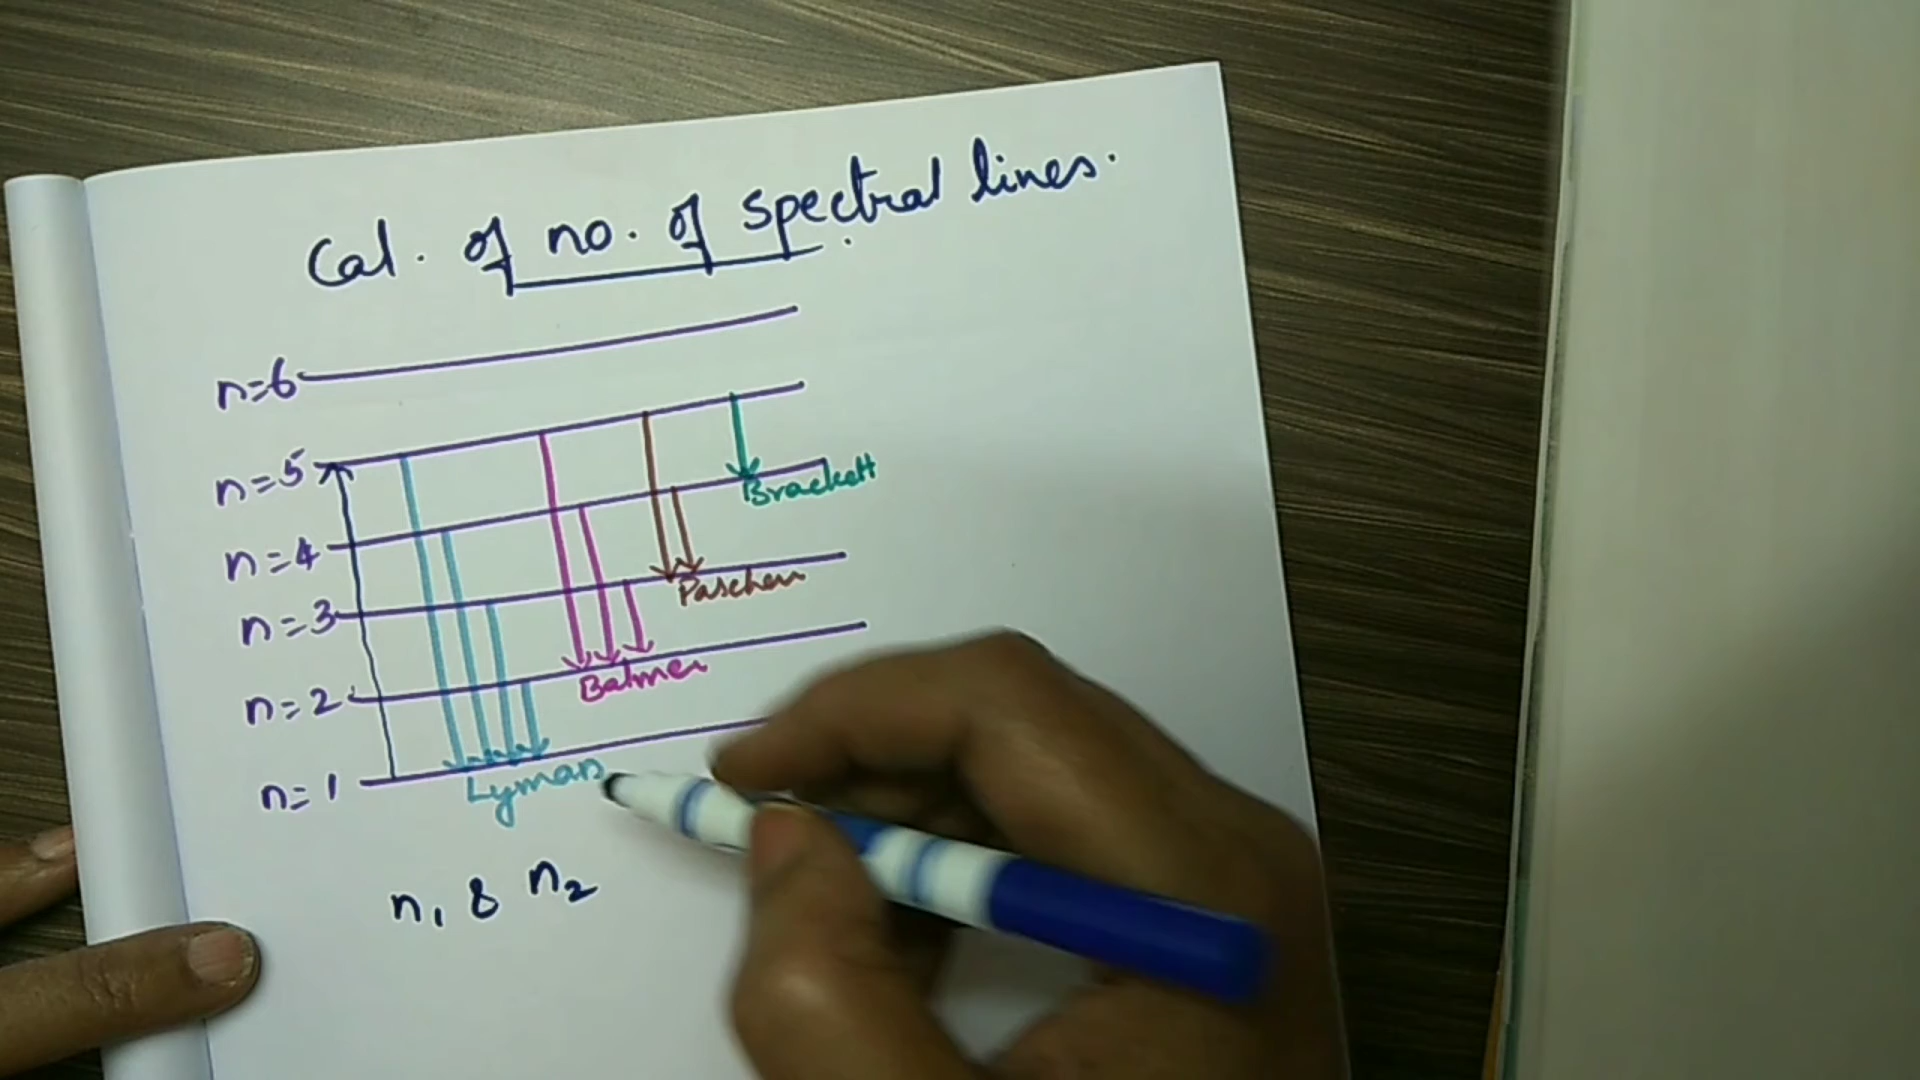 Cal. of no. of spectral lines.
n=6
n=5
Brackett
n=4
n=3
Paschen
n=2
Balmer
n=1
Lyman
n₁ & n₂